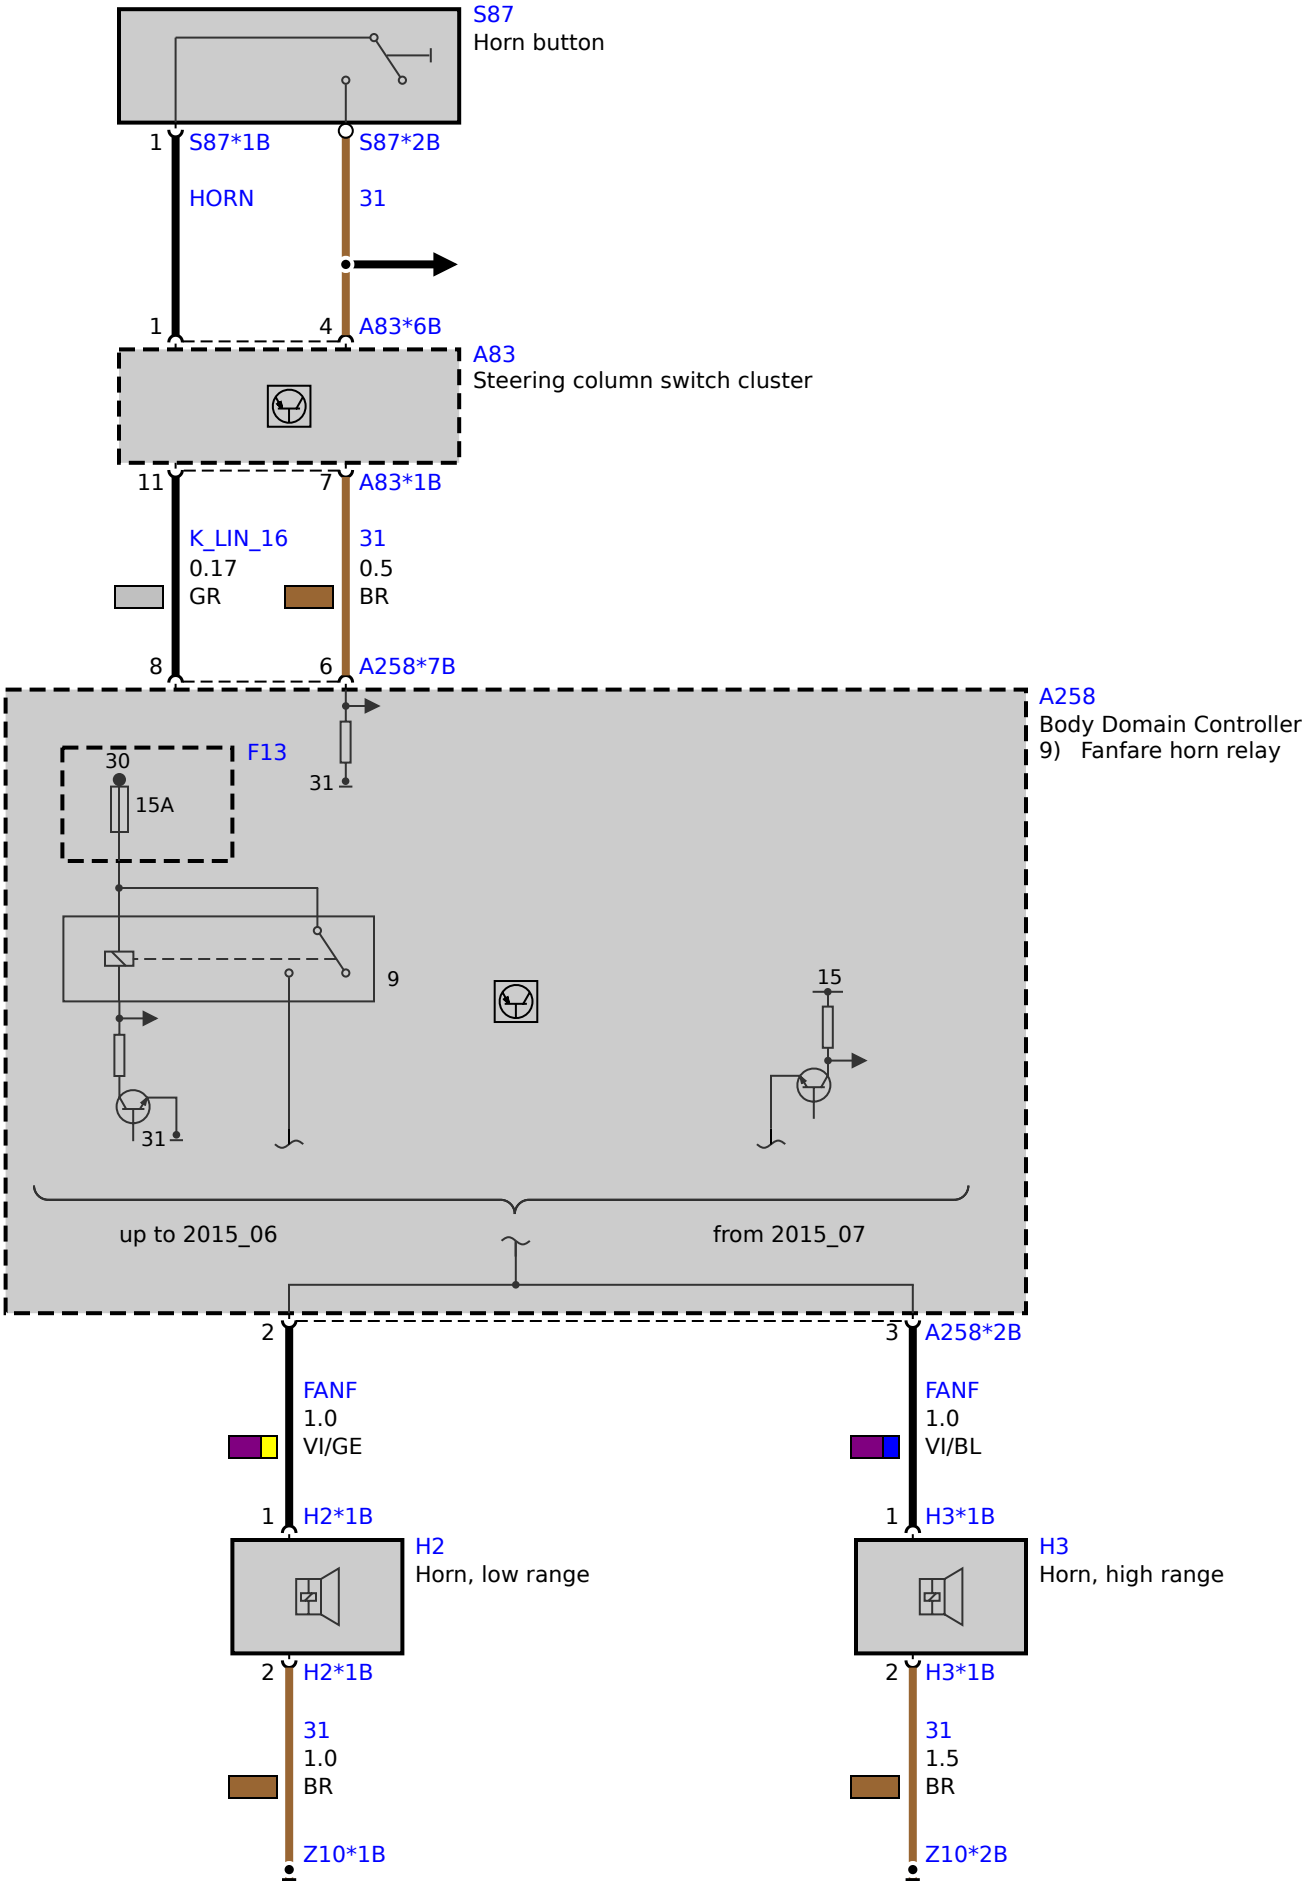 S87
Horn button
1 S87*1B S87*2B
HORN 31
1 4 A83*6B
A83
Steering column switch cluster
11 7 A83*1B
K_LIN_16 31
0.17 0.5
GR BR
8 6 A258*7B
A258
Body Domain Controller
9) Fanfare horn relay
F13
30
31
15A
9
15
31
up to 2015_06 from 2015_07
2 3 A258*2B
FANF FANF
1.0 1.0
VI/GE VI/BL
1 H2*1B 1 H3*1B
H2 H3
Horn, low range Horn, high range
2 H2*1B 2 H3*1B
31 31
1.0 1.5
BR BR
Z10*1B Z10*2B